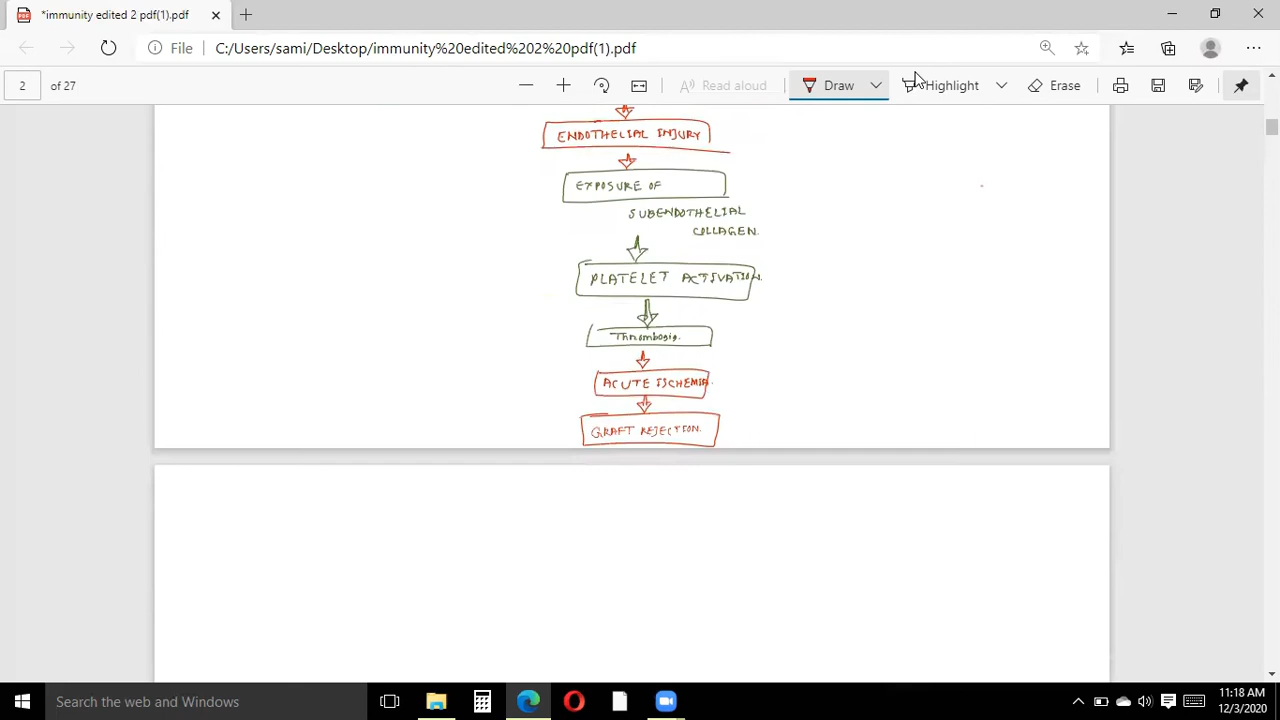 *immunity edited 2 pdf(1).pdf
File C:/Users/sami/Desktop/immunity%20edited%202%20pdf(1).pdf
2 of 27 Read aloud Draw Highlight Erase
ENDOTHELIAL INJURY
EXPOSURE OF
SUBENDOTHELIAL
COLLAGEN.
PLATELET ACTIVATION.
Thrombosis.
ACUTE ISCHEMIA.
GRAFT REJECTION.
Search the web and Windows
11:18 AM
12/3/2020